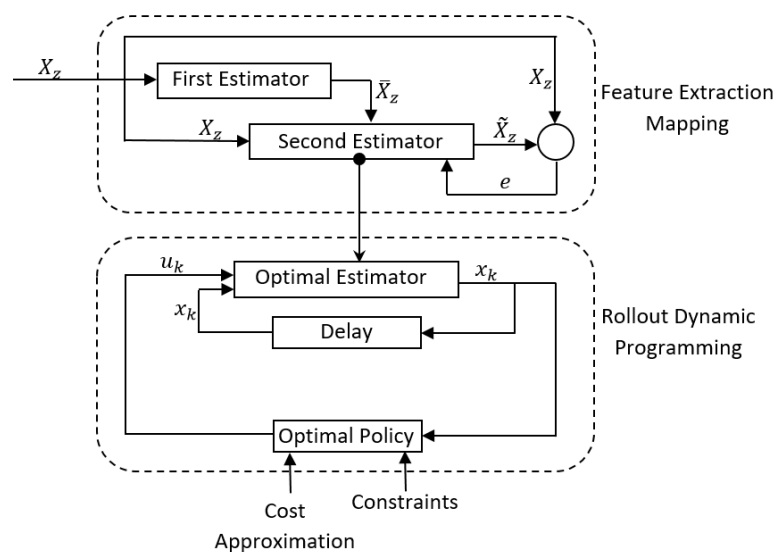 X_z
First Estimator
X̄_z
X_z
Feature Extraction
Mapping
X_z
Second Estimator
X̃_z
e
u_k
Optimal Estimator
x_k
x_k
Delay
Rollout Dynamic
Programming
Optimal Policy
Constraints
Cost
Approximation